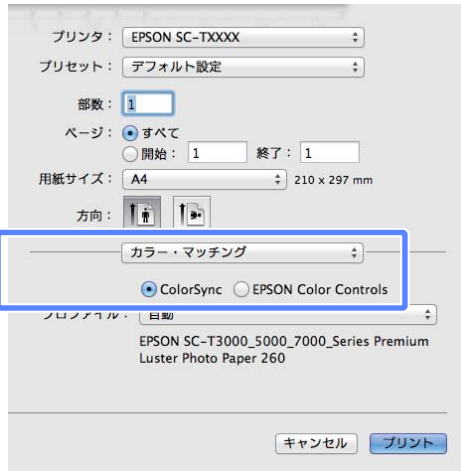 プリンタ： EPSON SC-TXXXX
プリセット： デフォルト設定
部数： 1
ページ： すべて
開始： 1 終了： 1
用紙サイズ： A4 210 x 297 mm
方向：
カラー・マッチング
ColorSync EPSON Color Controls
プロファイル： 自動
EPSON SC-T3000_5000_7000_Series Premium
Luster Photo Paper 260
キャンセル プリント